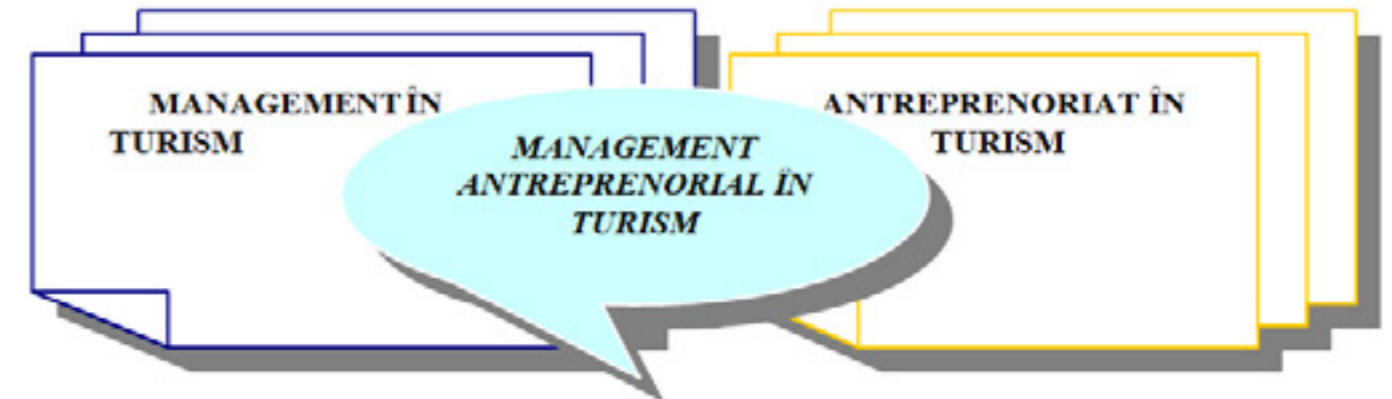 MANAGEMENT ÎN
TURISM
MANAGEMENT
ANTREPRENORIAL ÎN
TURISM
ANTREPRENORIAT ÎN
TURISM